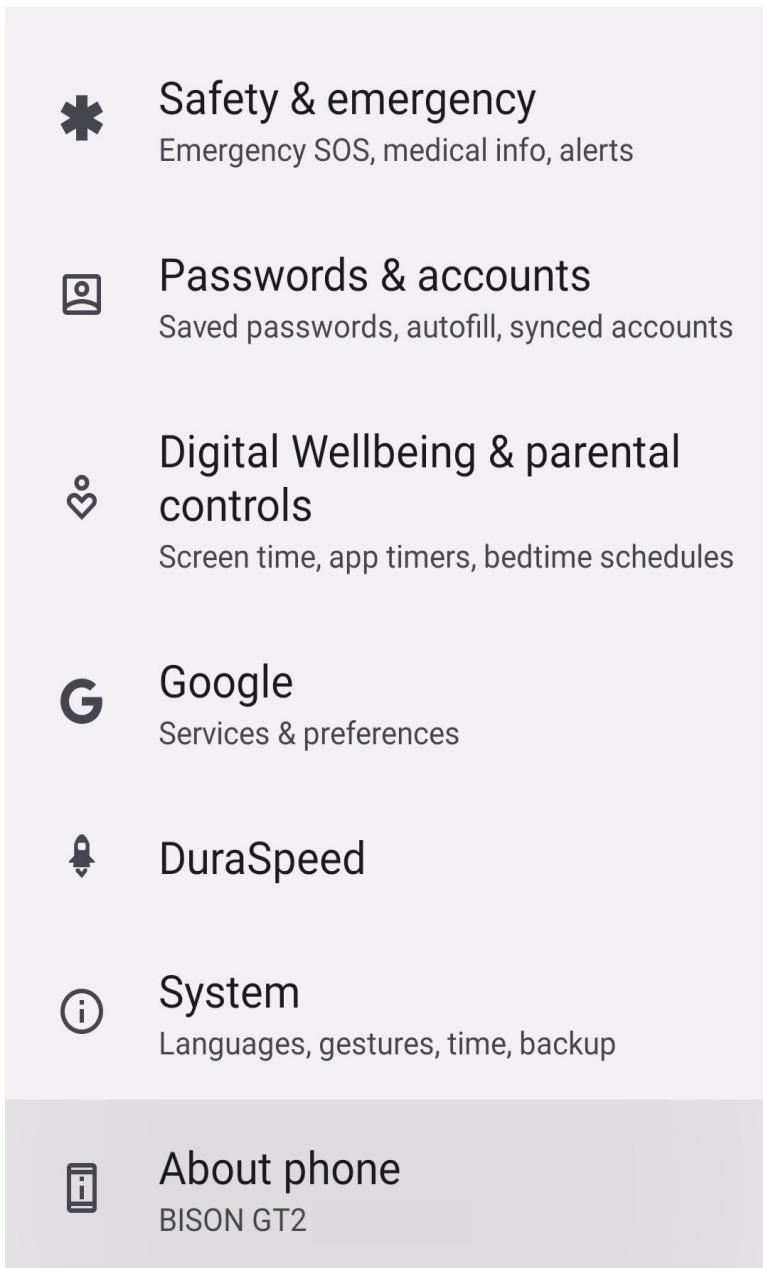 Safety & emergency
Emergency SOS, medical info, alerts
Passwords & accounts
Saved passwords, autofill, synced accounts
Digital Wellbeing & parental
controls
Screen time, app timers, bedtime schedules
Google
Services & preferences
DuraSpeed
System
Languages, gestures, time, backup
About phone
BISON GT2